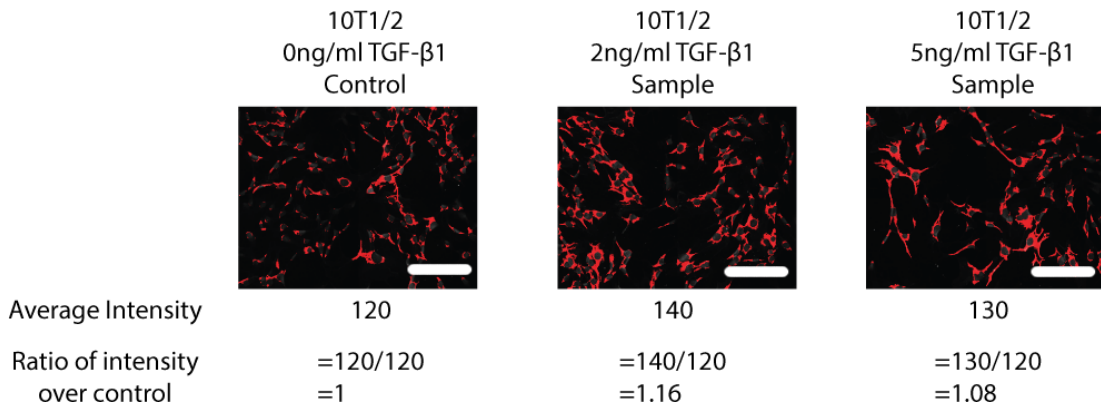 10T1/2
0ng/ml TGF-β1
Control
10T1/2
2ng/ml TGF-β1
Sample
10T1/2
5ng/ml TGF-β1
Sample
Average Intensity
120
140
130
Ratio of intensity
over control
=120/120
=1
=140/120
=1.16
=130/120
=1.08